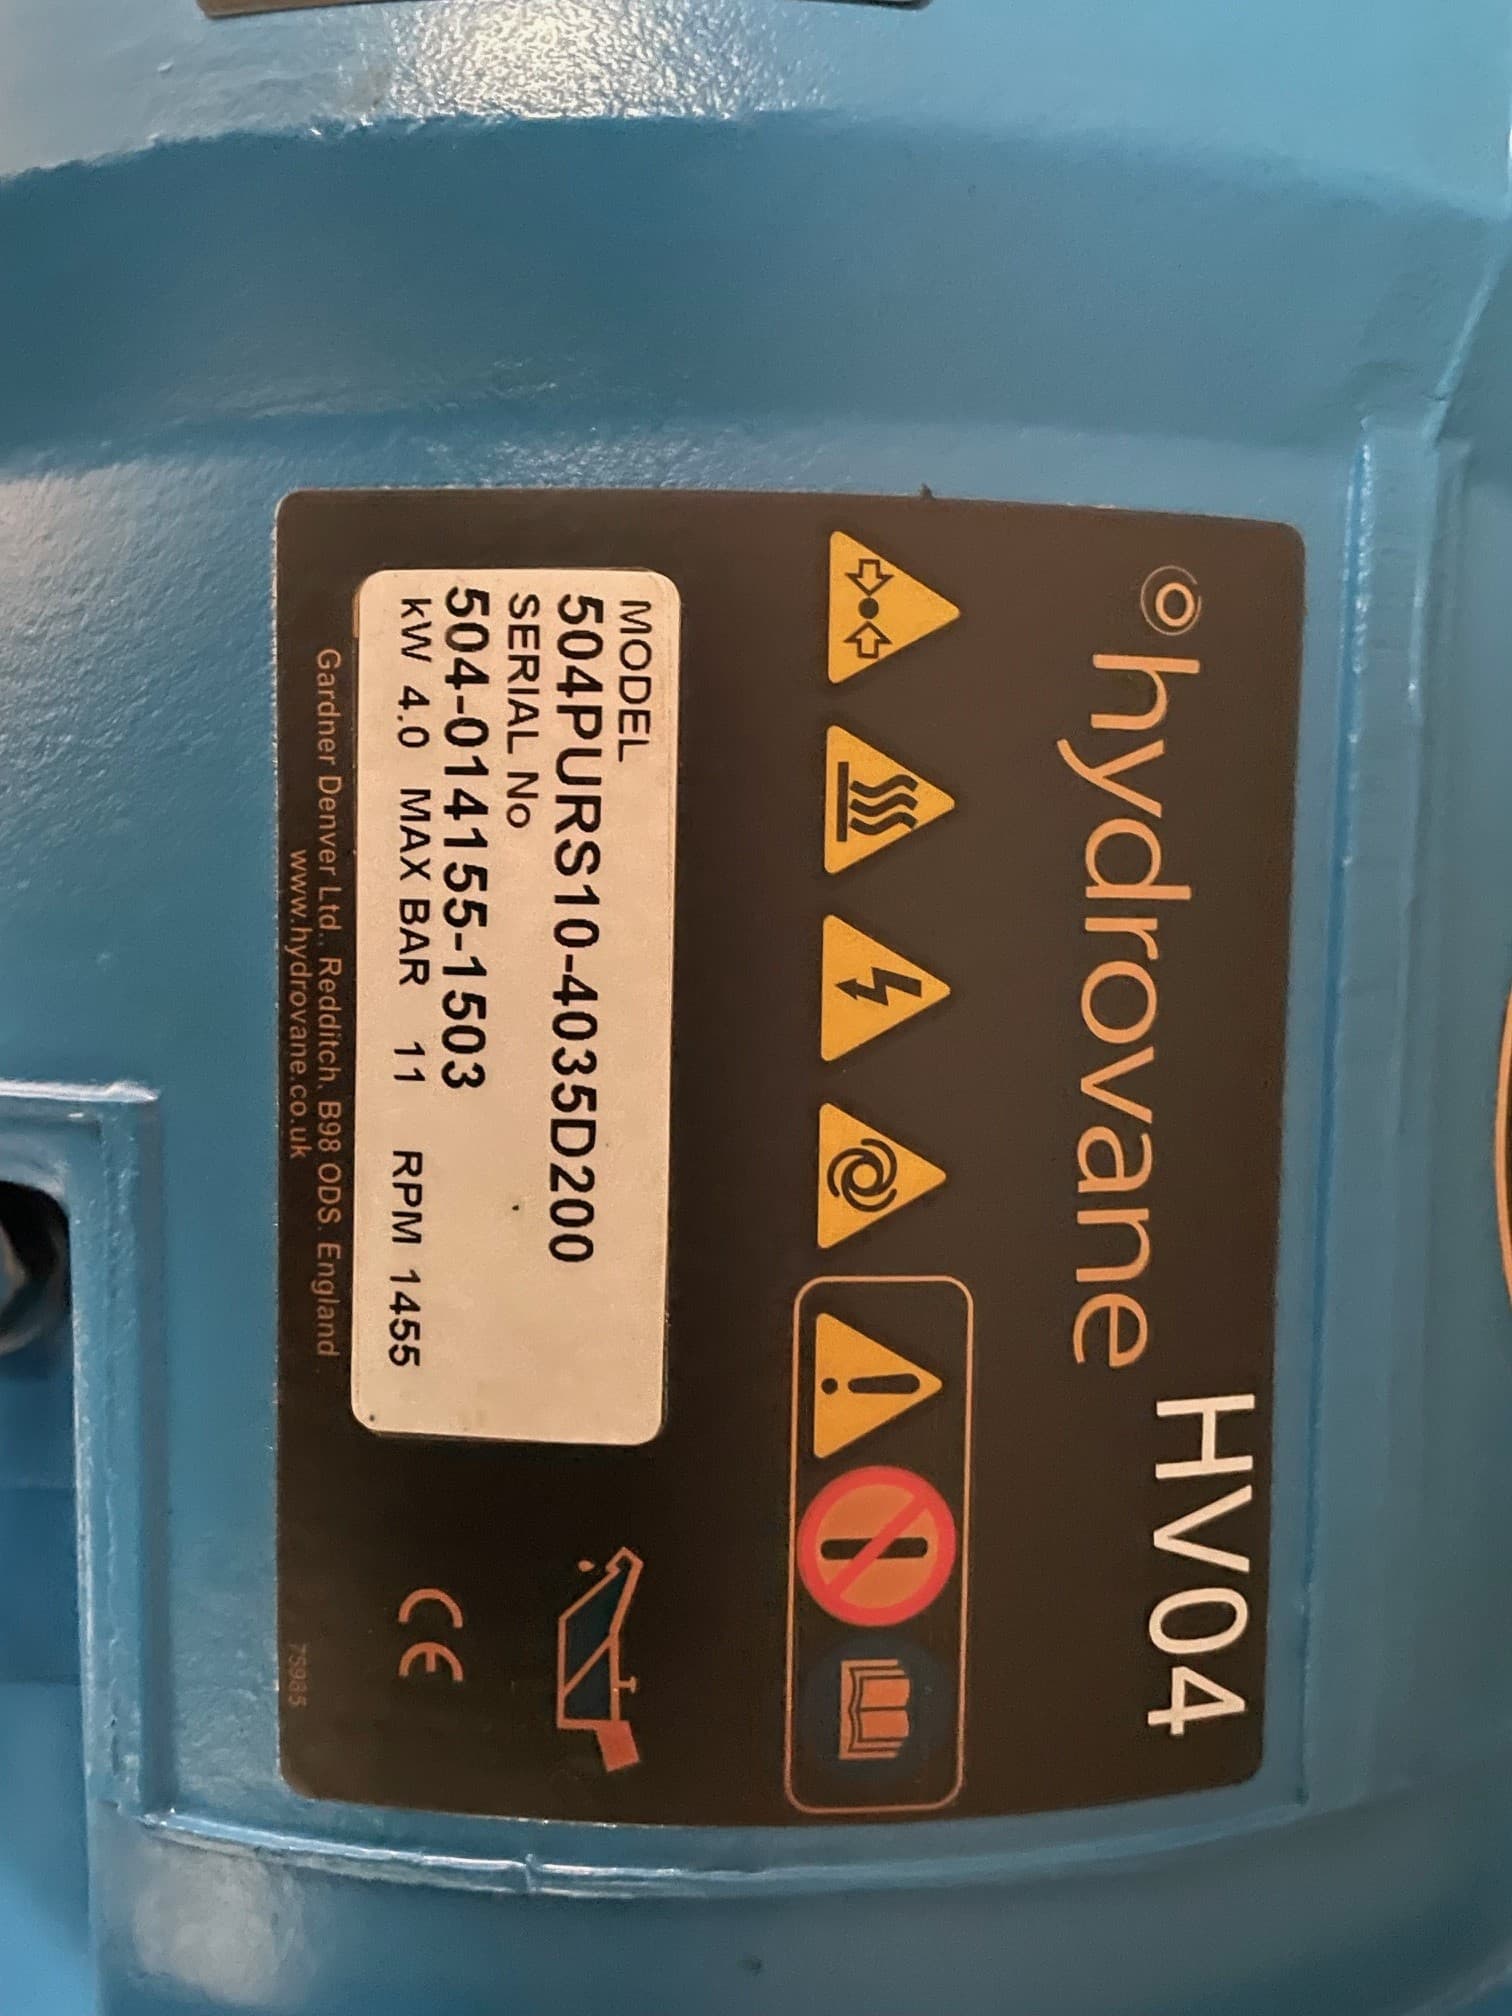 hydrovane HV04
MODEL
504PURS10-4035D200
SERIAL No
504-014155-1503
kW 4.0 MAX BAR 11 RPM 1455
Gardner Denver Ltd., Redditch, B98 ODS. England
www.hydrovane.co.uk
CE
75985